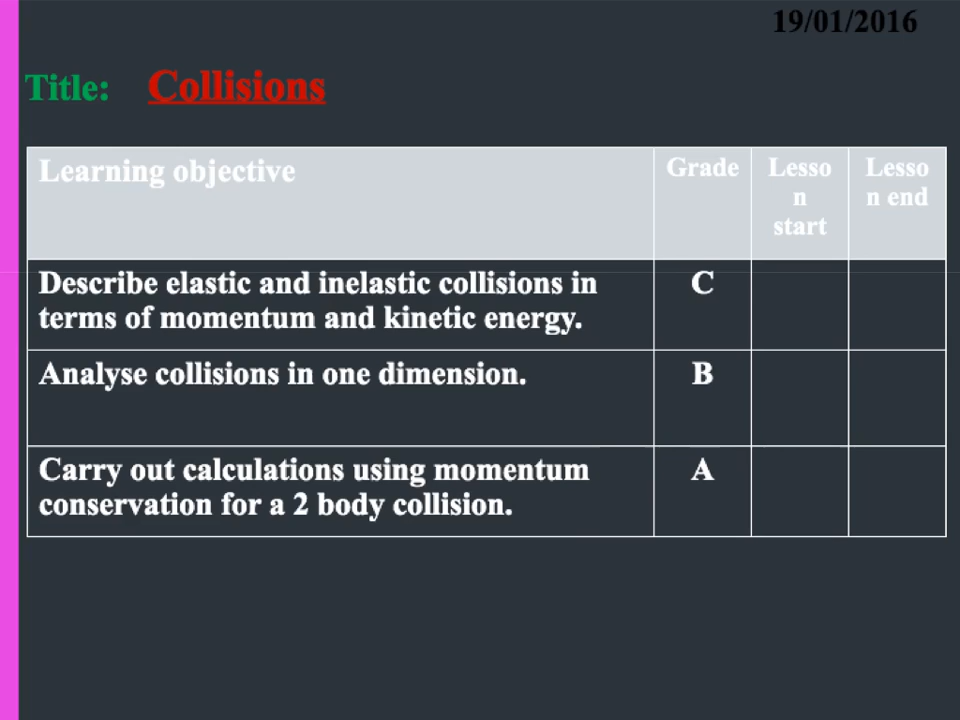 19/01/2016
Title: Collisions
Learning objective
Grade
Lesso
n
start
Lesso
n end
Describe elastic and inelastic collisions in
terms of momentum and kinetic energy.
C
Analyse collisions in one dimension.
B
Carry out calculations using momentum
conservation for a 2 body collision.
A